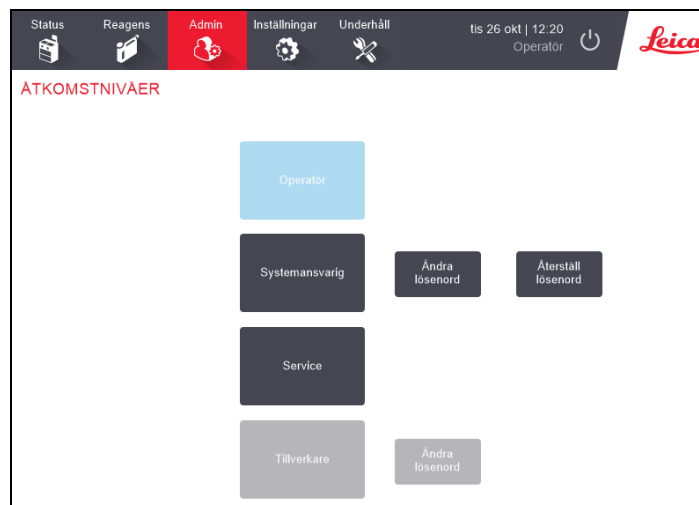 Status Reagens Admin Inställningar Underhåll
tis 26 okt | 12:20
Operatör
Leica
ÅTKOMSTNIVÅER
Operatör
Systemansvarig
Ändra
lösenord
Återställ
lösenord
Service
Tillverkare
Ändra
lösenord